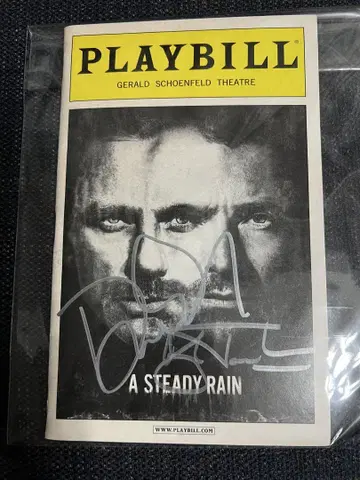 PLAYBILL®
GERALD SCHOENFELD THEATRE
A STEADY RAIN
WWW.PLAYBILL.COM